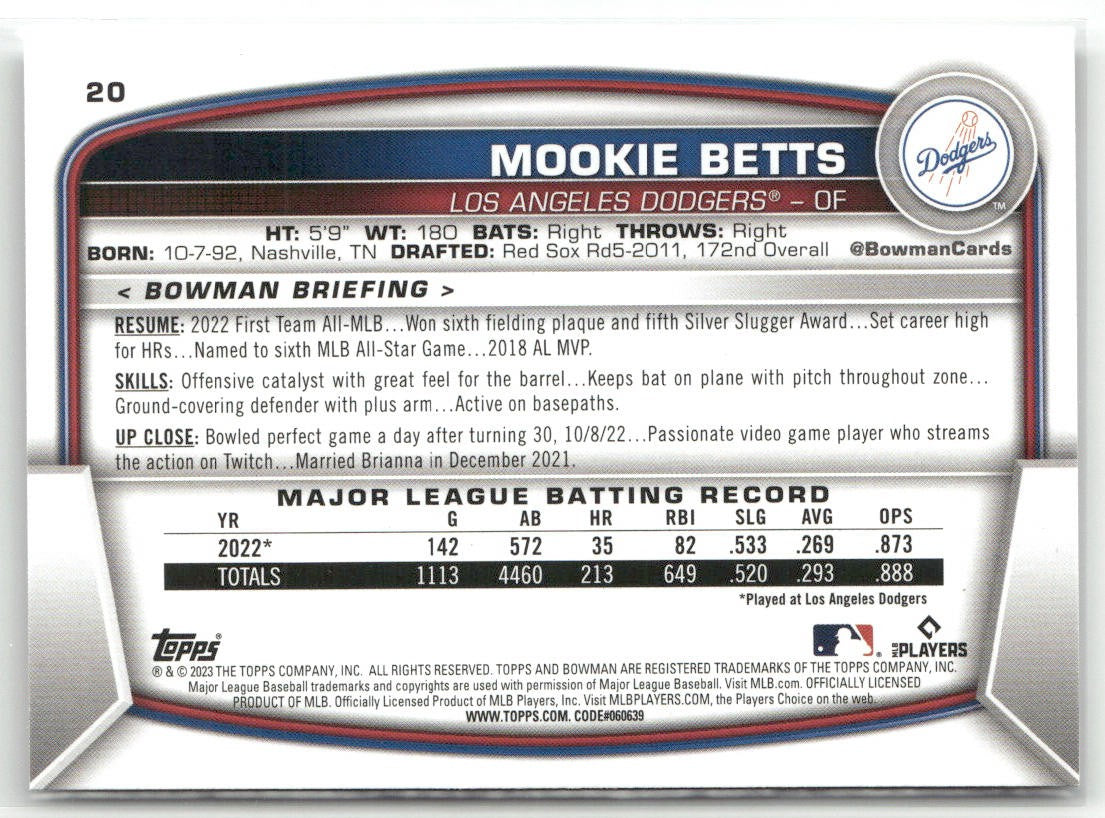 20
MOOKIE BETTS
Dodgers
TM
LOS ANGELES DODGERS® – OF
HT: 5'9" WT: 180 BATS: Right THROWS: Right
BORN: 10-7-92, Nashville, TN DRAFTED: Red Sox Rd5-2011, 172nd Overall @BowmanCards
< BOWMAN BRIEFING >
RESUME: 2022 First Team All-MLB...Won sixth fielding plaque and fifth Silver Slugger Award...Set career high
for HRs...Named to sixth MLB All-Star Game...2018 AL MVP.
SKILLS: Offensive catalyst with great feel for the barrel...Keeps bat on plane with pitch throughout zone...
Ground-covering defender with plus arm...Active on basepaths.
UP CLOSE: Bowled perfect game a day after turning 30, 10/8/22...Passionate video game player who streams
the action on Twitch...Married Brianna in December 2021.
MAJOR LEAGUE BATTING RECORD
YR G AB HR RBI SLG AVG OPS
2022* 142 572 35 82 .533 .269 .873
TOTALS 1113 4460 213 649 .520 .293 .888
*Played at Los Angeles Dodgers
Topps® ® MLB PLAYERS
® & © 2023 THE TOPPS COMPANY, INC. ALL RIGHTS RESERVED. TOPPS AND BOWMAN ARE REGISTERED TRADEMARKS OF THE TOPPS COMPANY, INC.
Major League Baseball trademarks and copyrights are used with permission of Major League Baseball. Visit MLB.com. OFFICIALLY LICENSED
PRODUCT OF MLB. Officially Licensed Product of MLB Players, Inc. Visit MLBPLAYERS.COM, the Players Choice on the web.
WWW.TOPPS.COM. CODE#060639